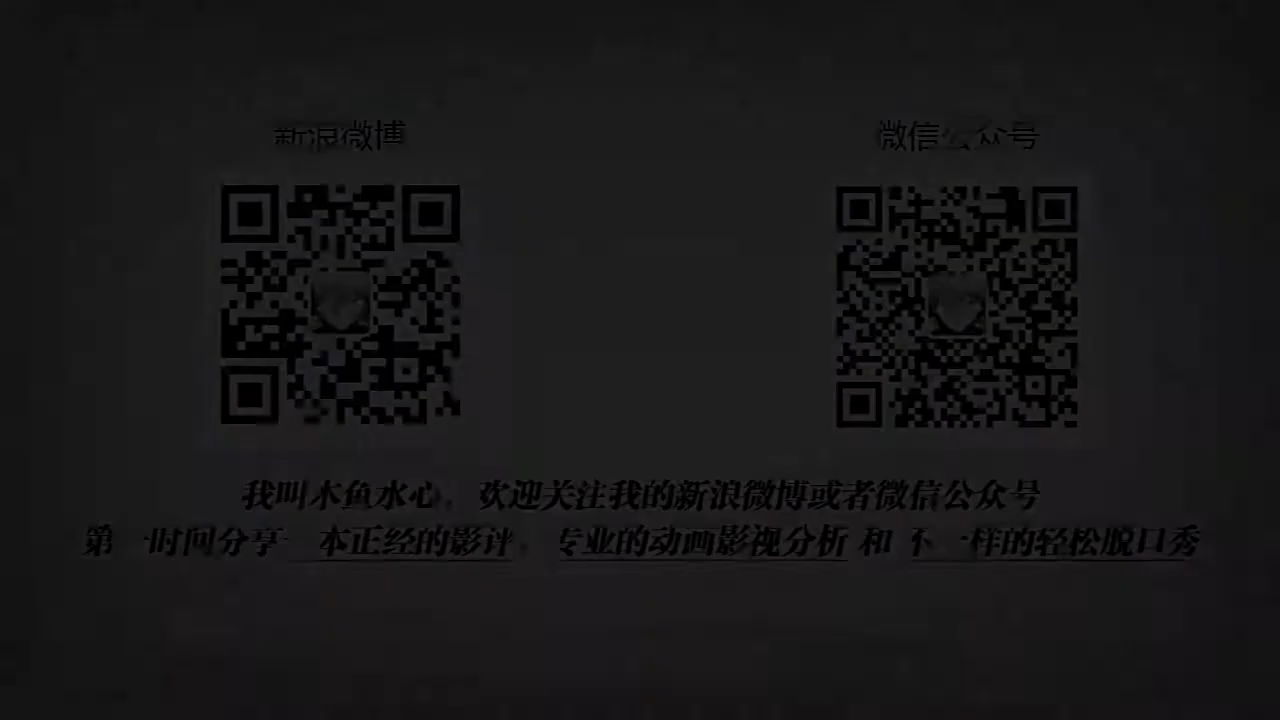 新浪微博
微信公众号
我叫木鱼水心，欢迎关注我的新浪微博或者微信公众号
第一时间分享一本正经的影评，专业的动画影视分析 和 不一样的轻松脱口秀